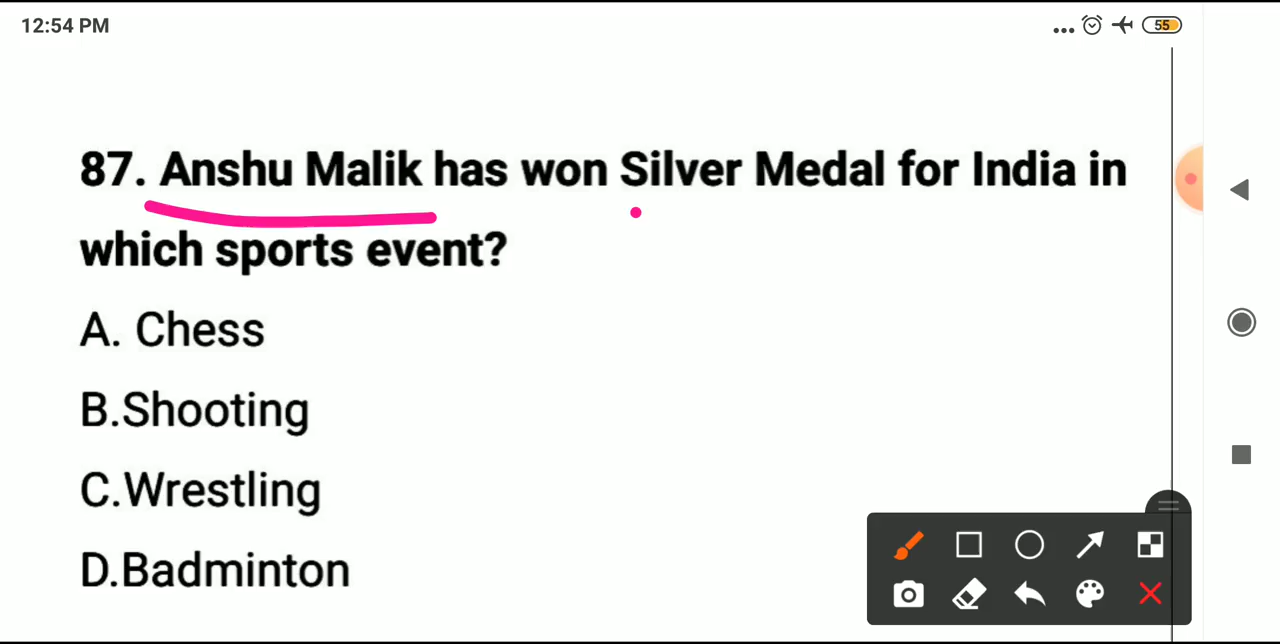 12:54 PM
55
87. Anshu Malik has won Silver Medal for India in
which sports event?
A. Chess
B.Shooting
C.Wrestling
D.Badminton